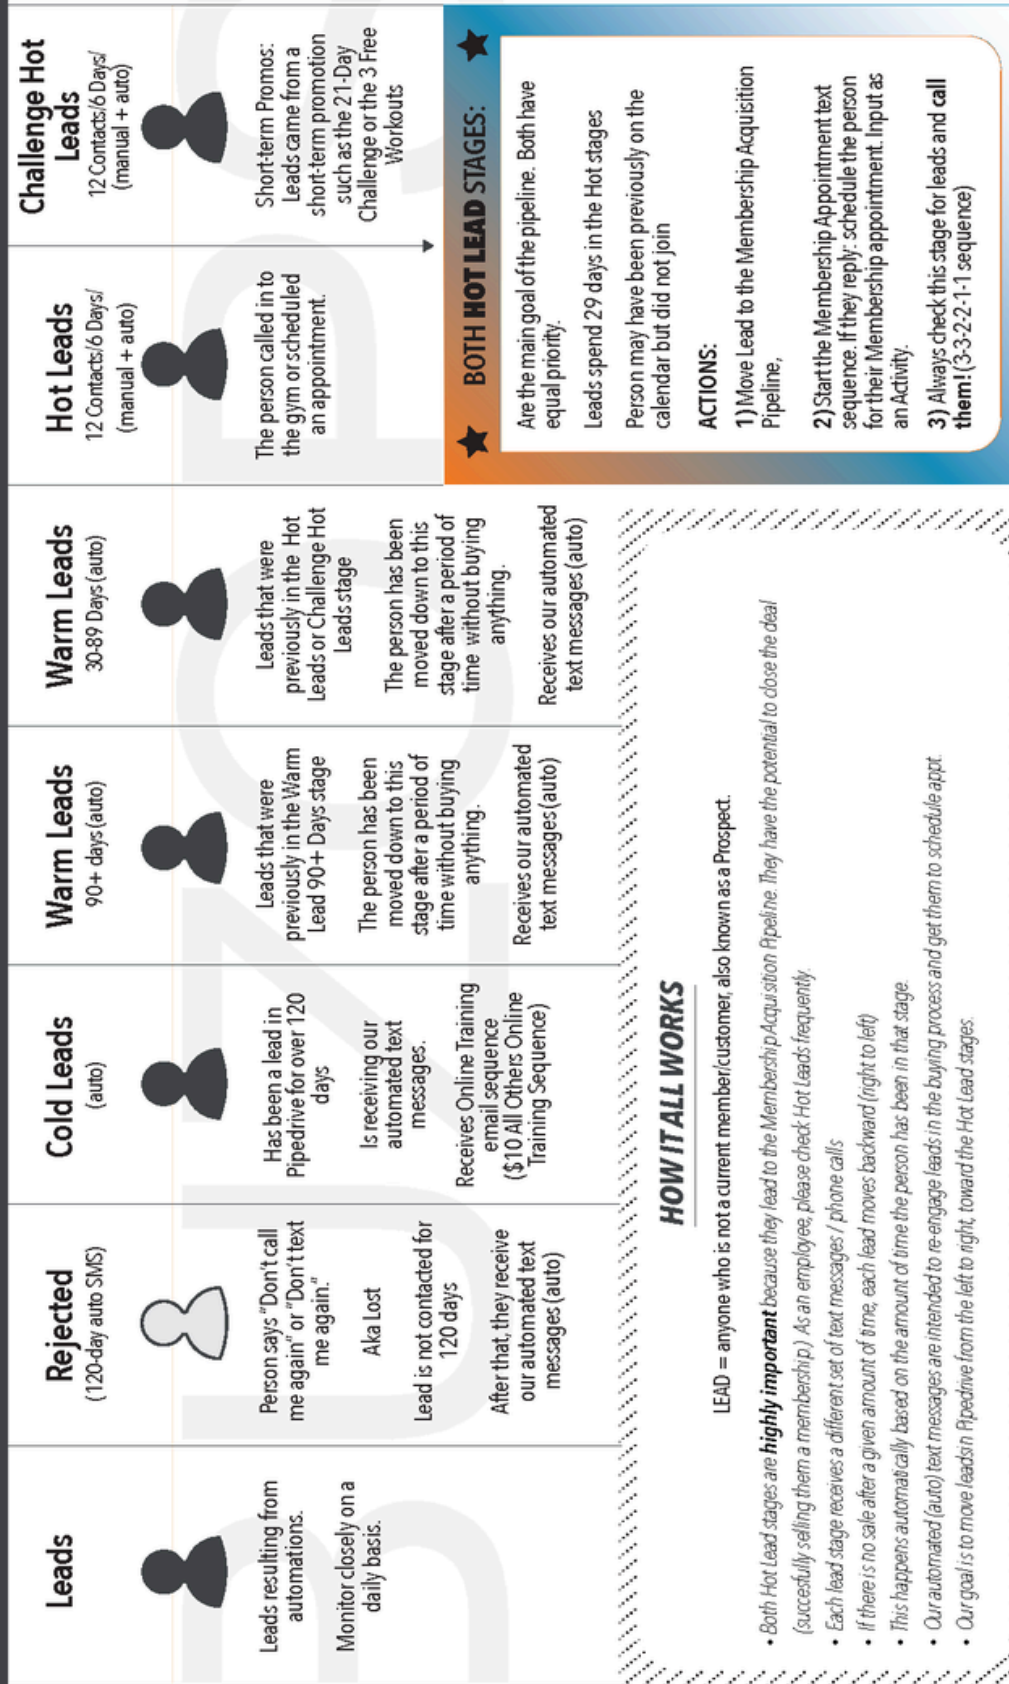 Leads
Leads resulting from
automations.
Monitor closely on a
daily basis.
Rejected
(120-day auto SMS)
Person says “Don't call
me again” or “Don't text
me again.”
Aka Lost
Lead is not contacted for
120 days
After that, they receive
our automated text
messages (auto)
Cold Leads
(auto)
Has been a lead in
Pipedrive for over 120
days
Is receiving our
automated text
messages.
Receives Online Training
email sequence
($10 All Others Online
Training Sequence)
Warm Leads
90+ days (auto)
Leads that were
previously in the Warm
Lead 90+ Days stage
The person has been
moved down to this
stage after a period of
time without buying
anything.
Receives our automated
text messages (auto)
Warm Leads
30-89 Days (auto)
Leads that were
previously in the Hot
Leads or Challenge Hot
Leads stage
The person has been
moved down to this
stage after a period of
time without buying
anything.
Receives our automated
text messages (auto)
Hot Leads
12 Contacts/6 Days/
(manual + auto)
The person called in to
the gym or scheduled
an appointment.
Challenge Hot
Leads
12 Contacts/6 Days/
(manual + auto)
Short-term Promos:
Leads came from a
short-term promotion
such as the 21-Day
Challenge or the 3 Free
Workouts
HOW IT ALL WORKS
LEAD = anyone who is not a current member/customer, also known as a Prospect.
• Both Hot Lead stages are highly important because they lead to the Membership Acquisition Pipeline. They have the potential to close the deal
(succesfully selling them a membership). As an employee, please check Hot Leads frequently.
• Each lead stage receives a different set of text messages / phone calls
• If there is no sale after a given amount of time, each lead moves backward (right to left)
• This happens automatically based on the amount of time the person has been in that stage.
• Our automated (auto) text messages are intended to re-engage leads in the buying process and get them to schedule appt.
• Our goal is to move leads in Pipedrive from the left to right, toward the Hot Lead stages.
BOTH HOT LEAD STAGES:
Are the main goal of the pipeline. Both have
equal priority.
Leads spend 29 days in the Hot stages
Person may have been previously on the
calendar but did not join
ACTIONS:
1) Move Lead to the Membership Acquisition
Pipeline,
2) Start the Membership Appointment text
sequence. If they reply: schedule the person
for their Membership appointment. Input as
an Activity.
3) Always check this stage for leads and call
them! (3-3-2-2-1-1 sequence)